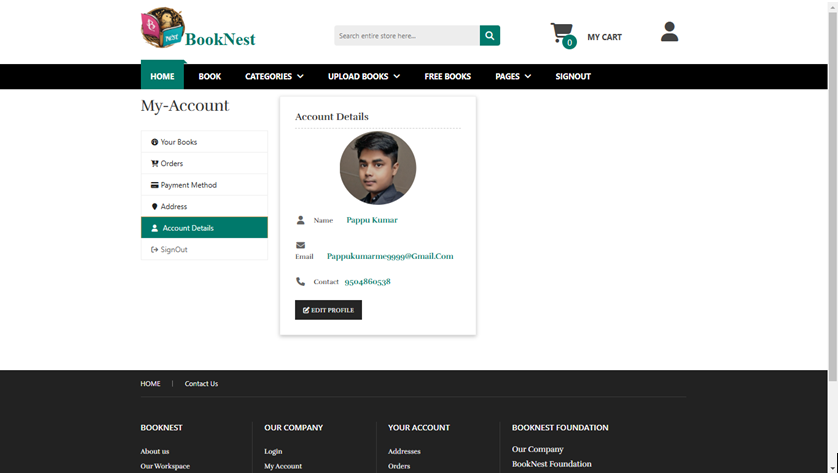 BookNest
Search entire store here...
0
MY CART
HOME BOOK CATEGORIES UPLOAD BOOKS FREE BOOKS PAGES SIGNOUT
My-Account
Your Books
Orders
Payment Method
Address
Account Details
SignOut
Account Details
Name Pappu Kumar
Email Pappukumarme9999@Gmail.Com
Contact 9504860538
EDIT PROFILE
HOME | Contact Us
BOOKNEST
About us
Our Workspace
OUR COMPANY
Login
My Account
YOUR ACCOUNT
Addresses
Orders
BOOKNEST FOUNDATION
Our Company
BookNest Foundation